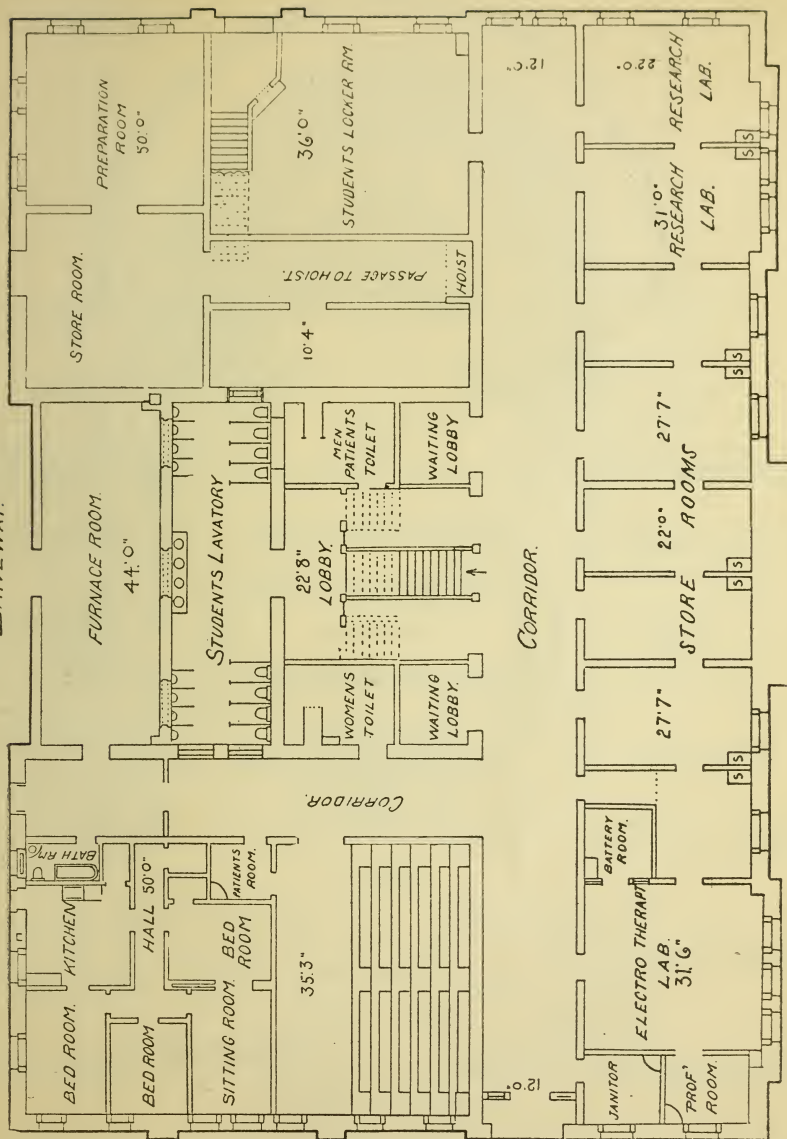 DRIVEWAY.
PREPARATION
ROOM
50'0"
STORE ROOM.
36'0"
STUDENTS LOCKER RM.
PASSAGE TO HOIST.
HOIST
10'4"
FURNACE ROOM.
44'0"
STUDENTS LAVATORY
MEN
PATIENTS
TOILET
WAITING
LOBBY
22'8"
LOBBY.
WOMENS
TOILET
WAITING
LOBBY.
CORRIDOR.
BATH RM
KITCHEN
HALL 50'0"
PATIENTS
ROOM.
BED ROOM.
BED ROOM
BED
ROOM
SITTING ROOM.
35'3"
12'0"
CORRIDOR.
12'0"
22'0"
RESEARCH
LAB.
S S
31'0"
RESEARCH
LAB.
S S
27'7"
22'0"
STORE ROOMS
S S
27'7"
S S
BATTERY
ROOM.
ELECTRO THERAPT
LAB.
31'6"
JANITOR
PROF'
ROOM.